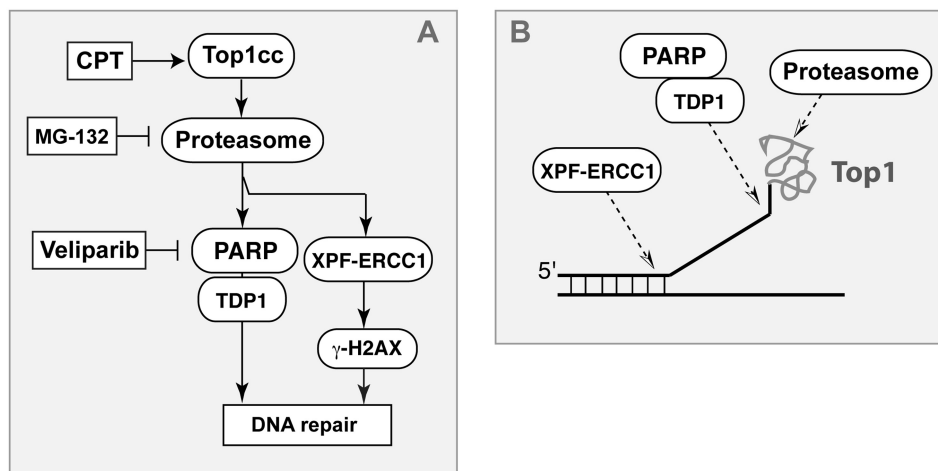 A
CPT
Top1cc
MG-132
Proteasome
Veliparib
PARP
XPF-ERCC1
TDP1
γ-H2AX
DNA repair
B
PARP
Proteasome
TDP1
XPF-ERCC1
Top1
5'